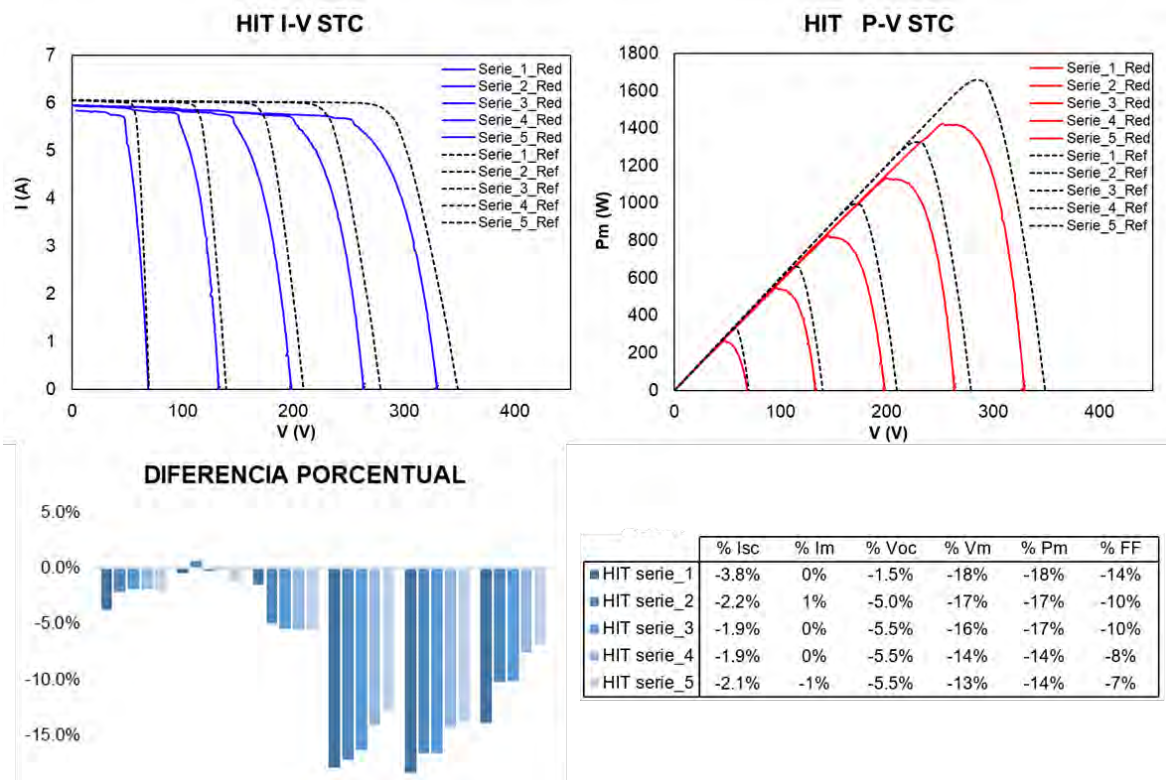 HIT I-V STC
7
6
5
4
3
2
1
0
I (A)
0 100 200 300 400
V (V)
Serie_1_Red
Serie_2_Red
Serie_3_Red
Serie_4_Red
Serie_5_Red
Serie_1_Ref
Serie_2_Ref
Serie_3_Ref
Serie_4_Ref
Serie_5_Ref
HIT P-V STC
1800
1600
1400
1200
1000
800
600
400
200
0
Pm (W)
0 100 200 300 400
V (V)
Serie_1_Red
Serie_2_Red
Serie_3_Red
Serie_4_Red
Serie_5_Red
Serie_1_Ref
Serie_2_Ref
Serie_3_Ref
Serie_4_Ref
Serie_5_Ref
DIFERENCIA PORCENTUAL
5.0%
0.0%
-5.0%
-10.0%
-15.0%
% Isc % Im % Voc % Vm % Pm % FF
HIT serie_1 -3.8% 0% -1.5% -18% -18% -14%
HIT serie_2 -2.2% 1% -5.0% -17% -17% -10%
HIT serie_3 -1.9% 0% -5.5% -16% -17% -10%
HIT serie_4 -1.9% 0% -5.5% -14% -14% -8%
HIT serie_5 -2.1% -1% -5.5% -13% -14% -7%